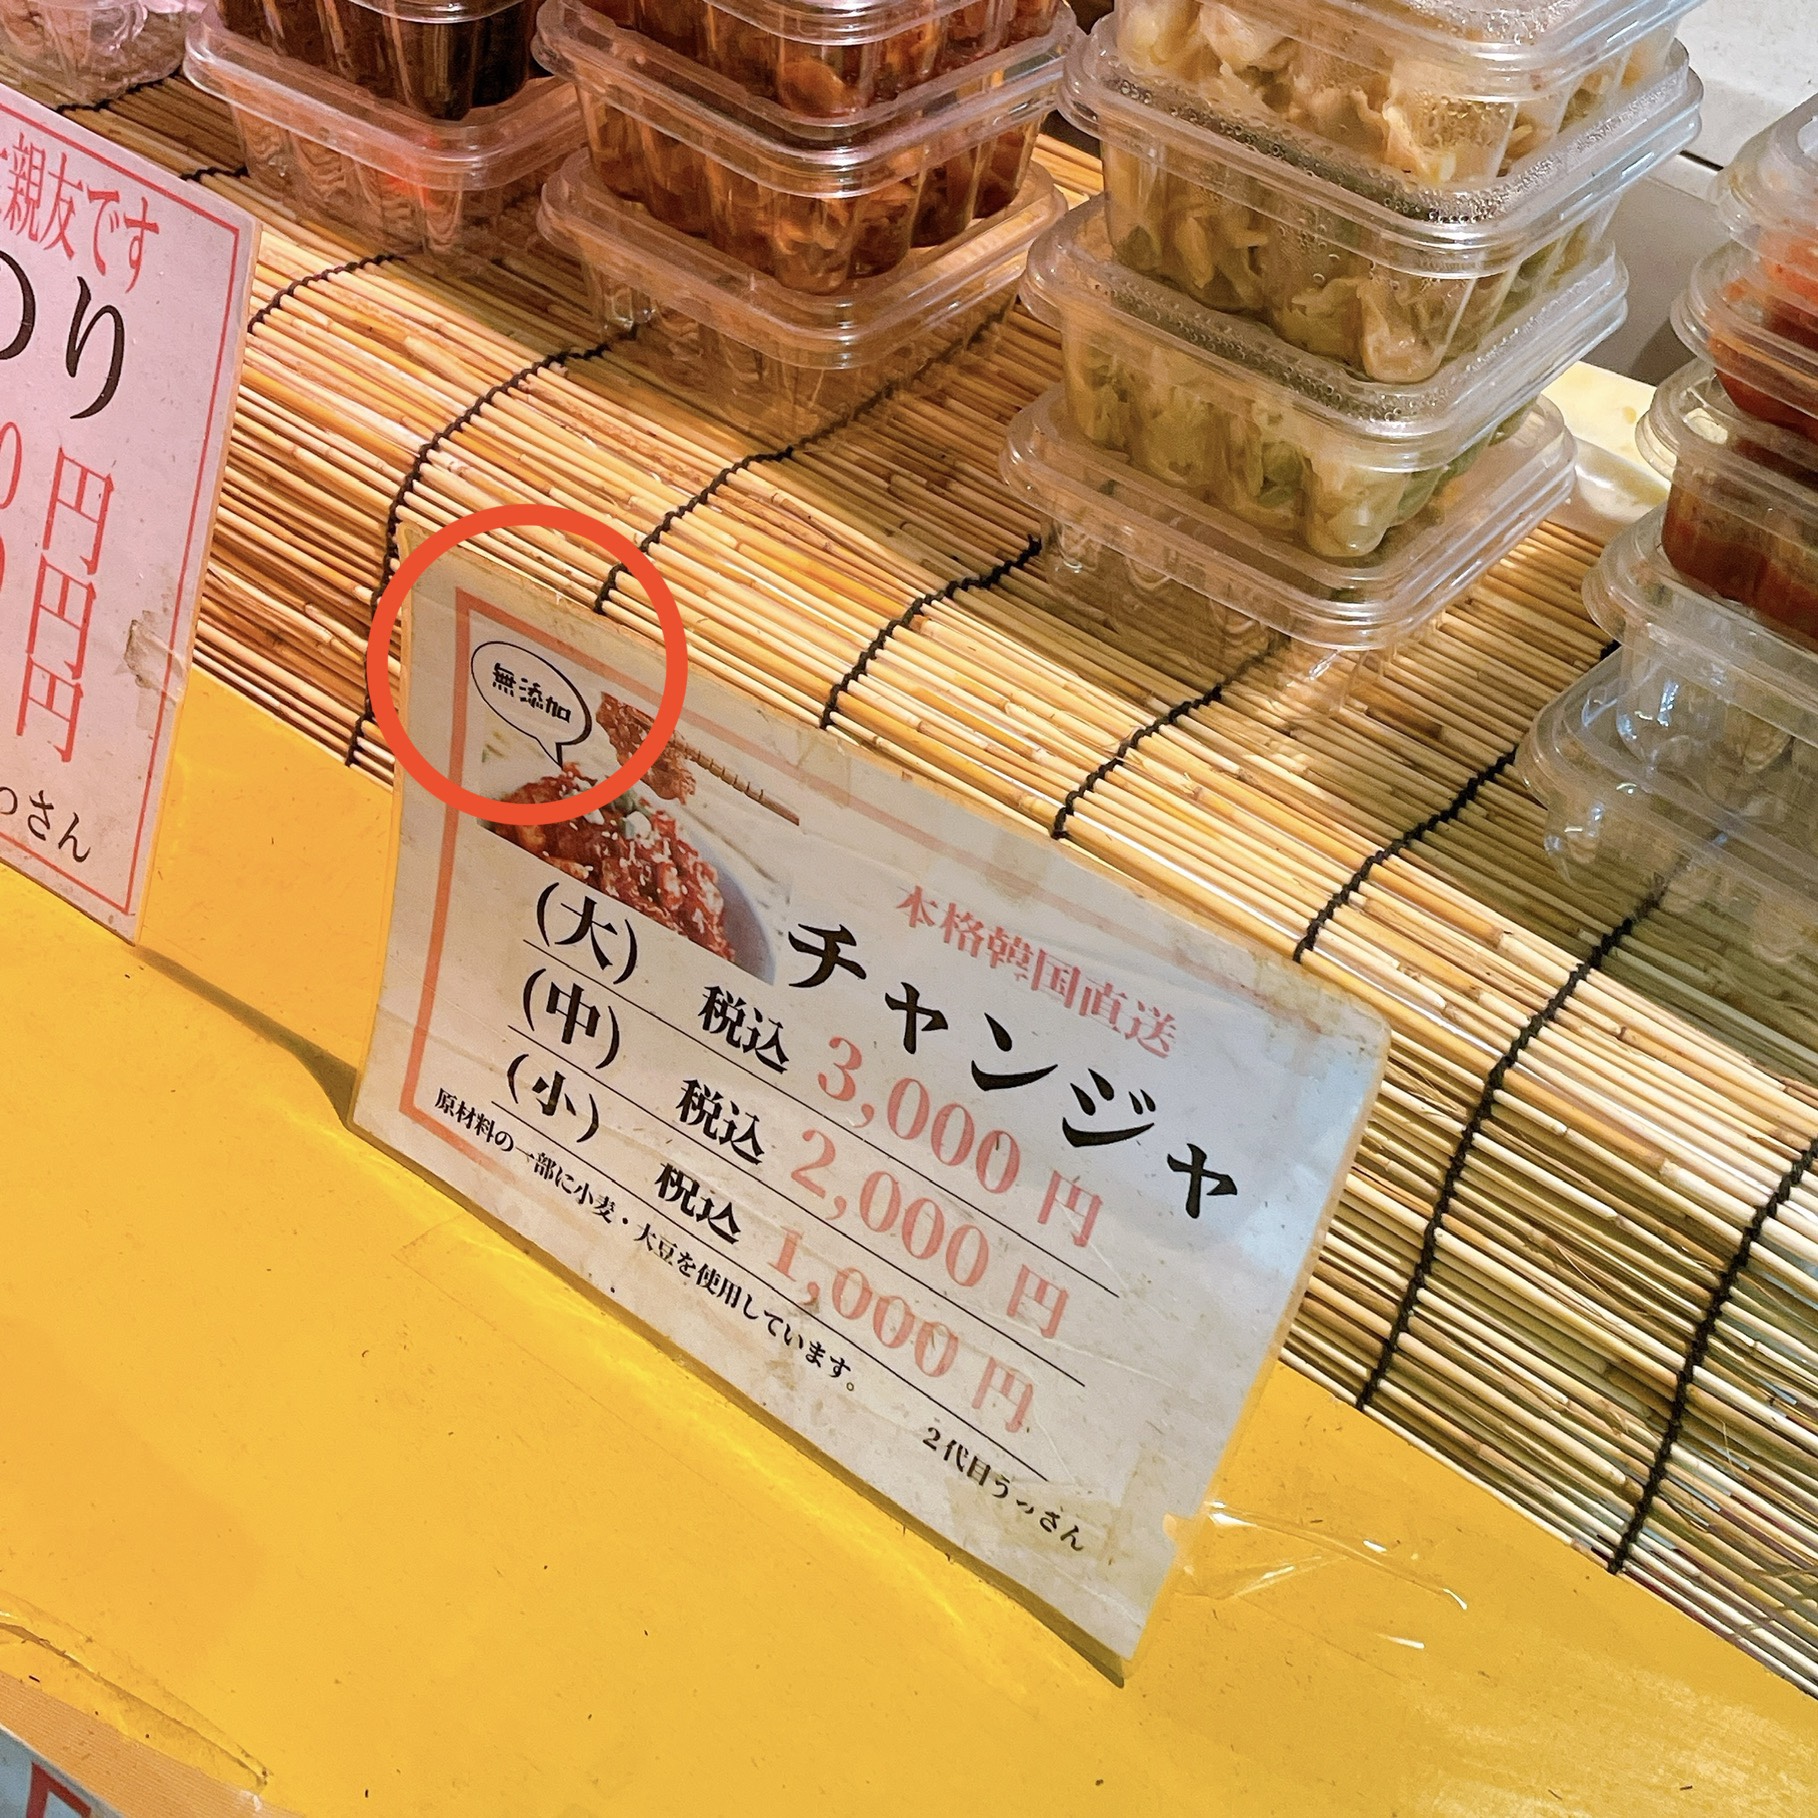 親友です
り
0円
円
円
っさん
無添加
本格韓国直送
チャンジャ
(大) 税込 3,000円
(中) 税込 2,000円
(小) 税込 1,000円
原材料の一部に小麦・大豆を使用しています。
2代目うっさん